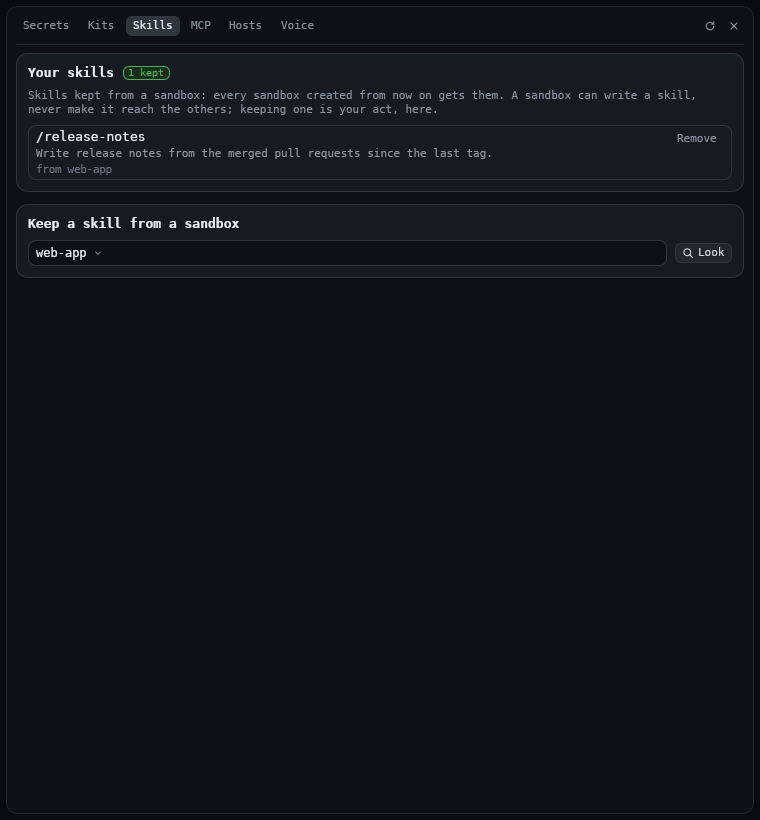 Secrets Kits Skills MCP Hosts Voice
Your skills 1 kept
Skills kept from a sandbox: every sandbox created from now on gets them. A sandbox can write a skill,
never make it reach the others; keeping one is your act, here.
/release-notes
Remove
Write release notes from the merged pull requests since the last tag.
from web-app
Keep a skill from a sandbox
web-app
Look